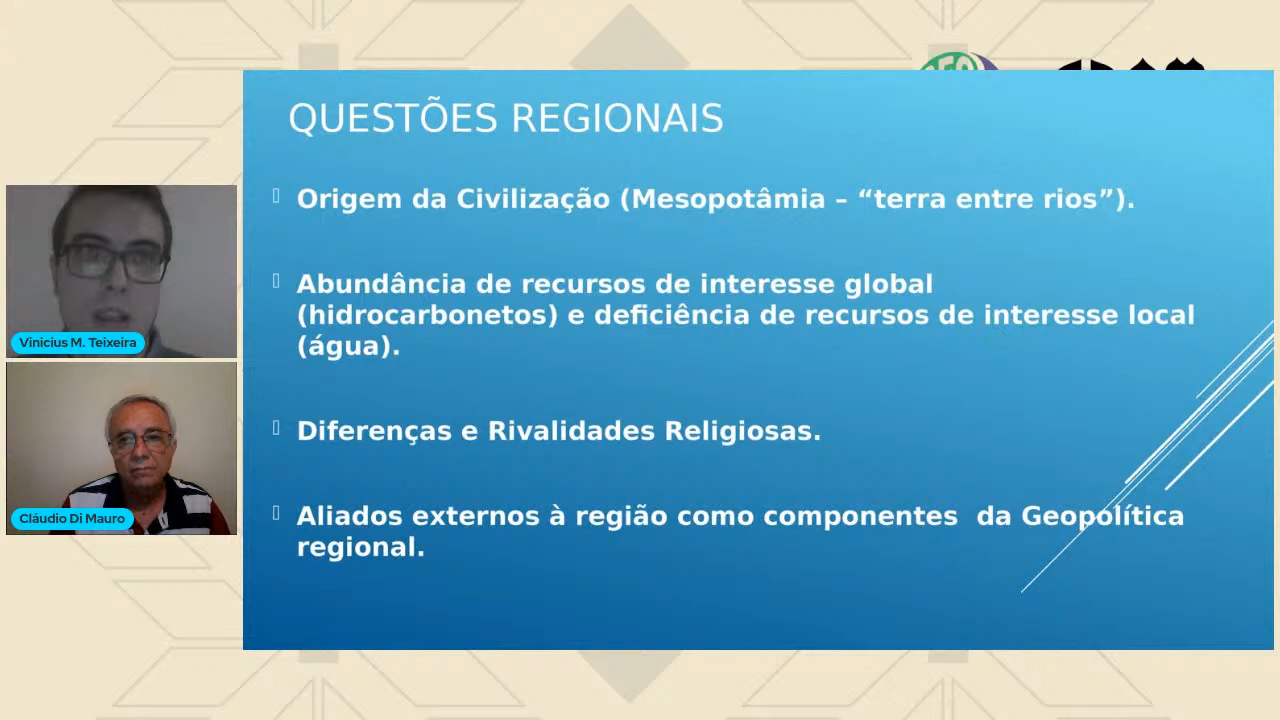 QUESTÕES REGIONAIS
Origem da Civilização (Mesopotâmia – “terra entre rios”).
Abundância de recursos de interesse global
(hidrocarbonetos) e deficiência de recursos de interesse local
(água).
Diferenças e Rivalidades Religiosas.
Aliados externos à região como componentes  da Geopolítica
regional.
Vinicius M. Teixeira
Cláudio Di Mauro